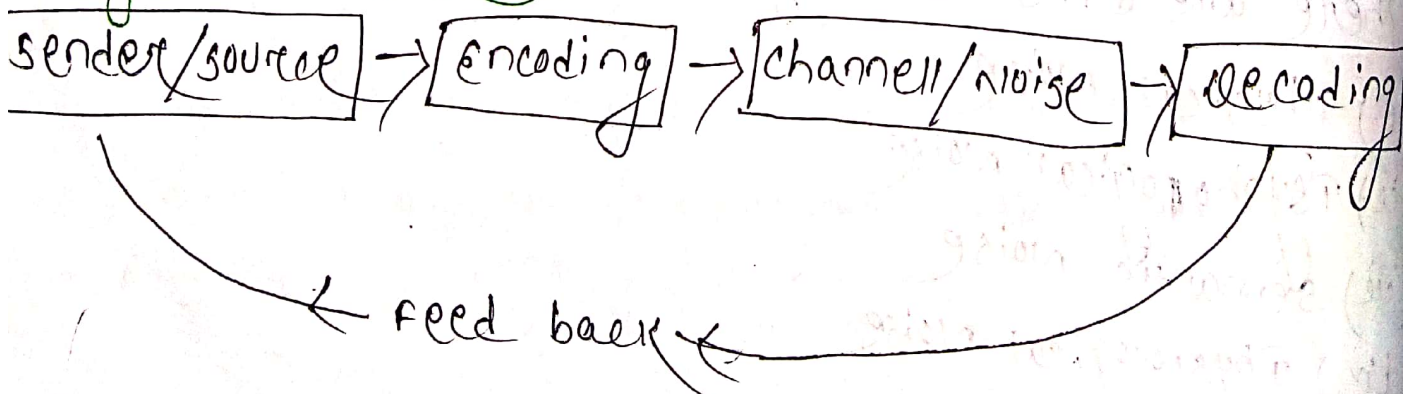 sender/source → Encoding → channell/Noise → Decoding
Feed back